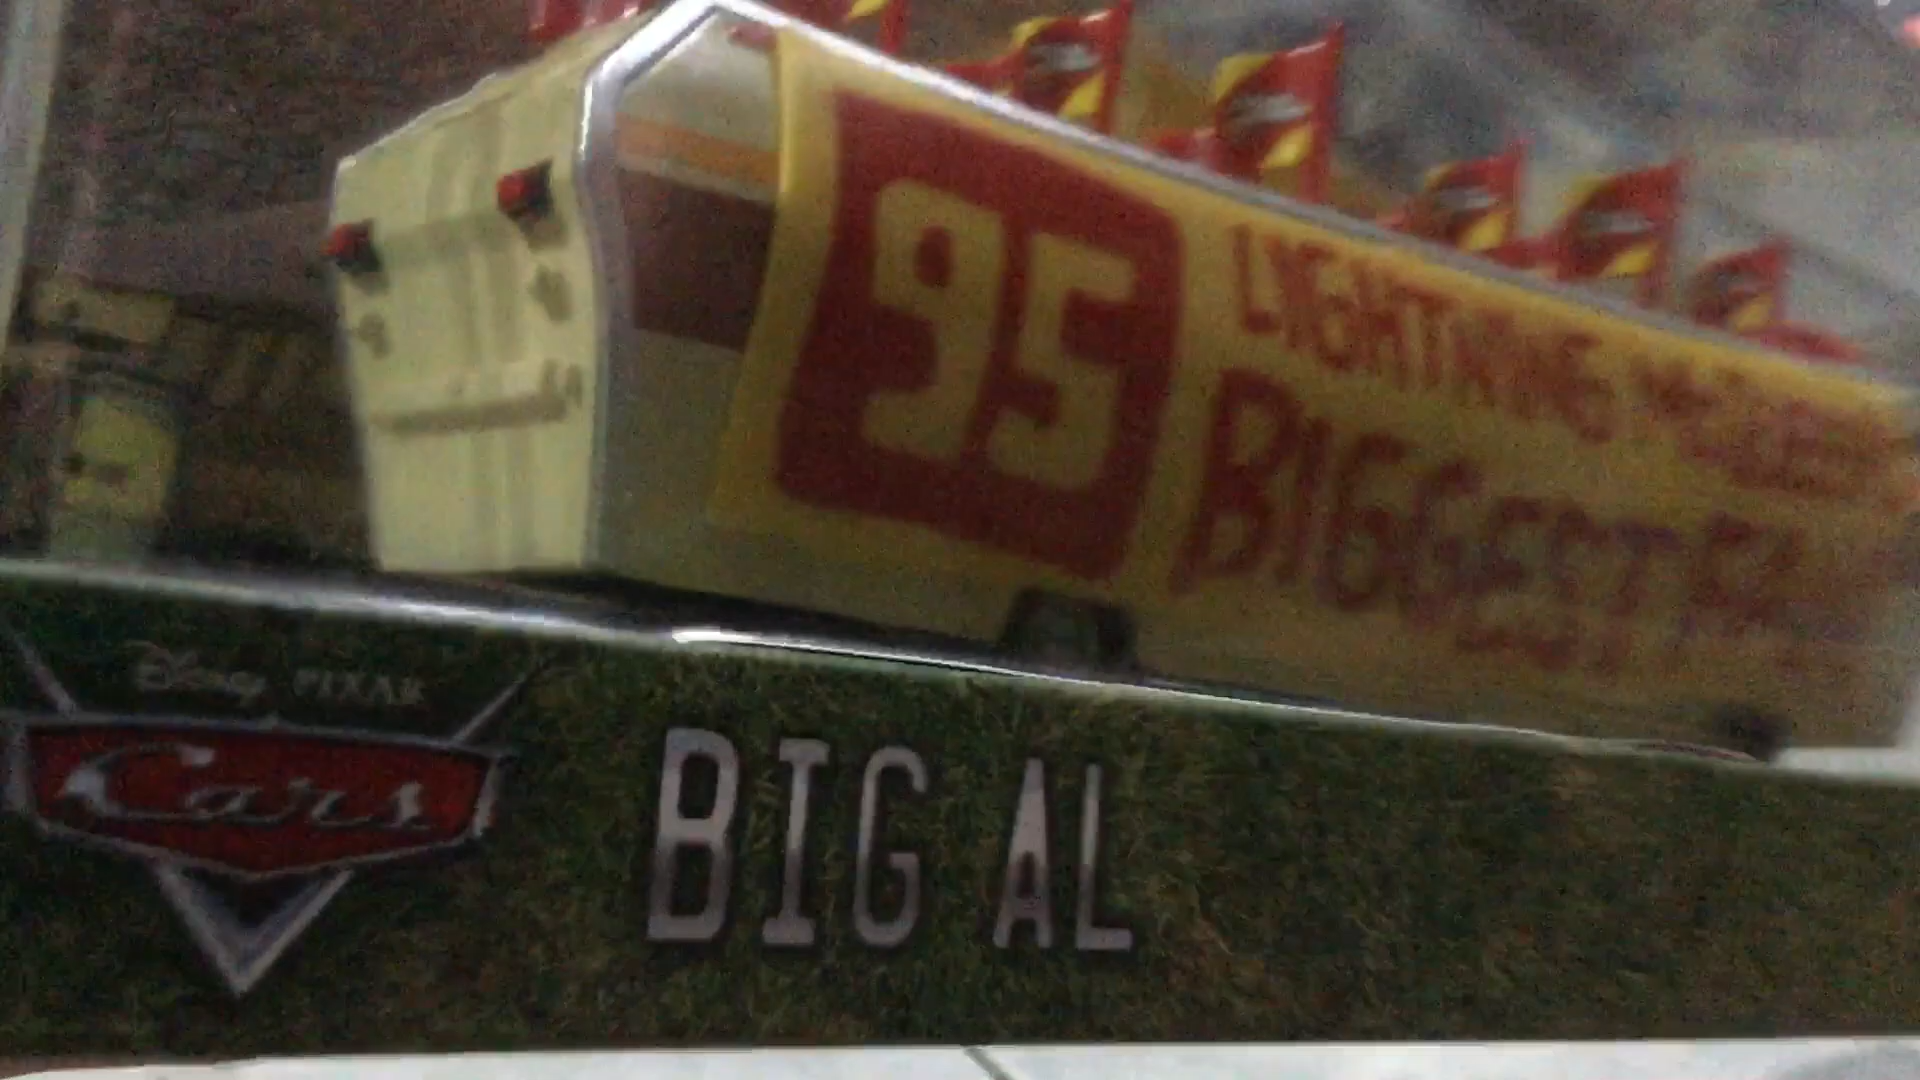 95
LIGHTNING
BIGGEST
Disney PIXAR
Cars
BIG AL